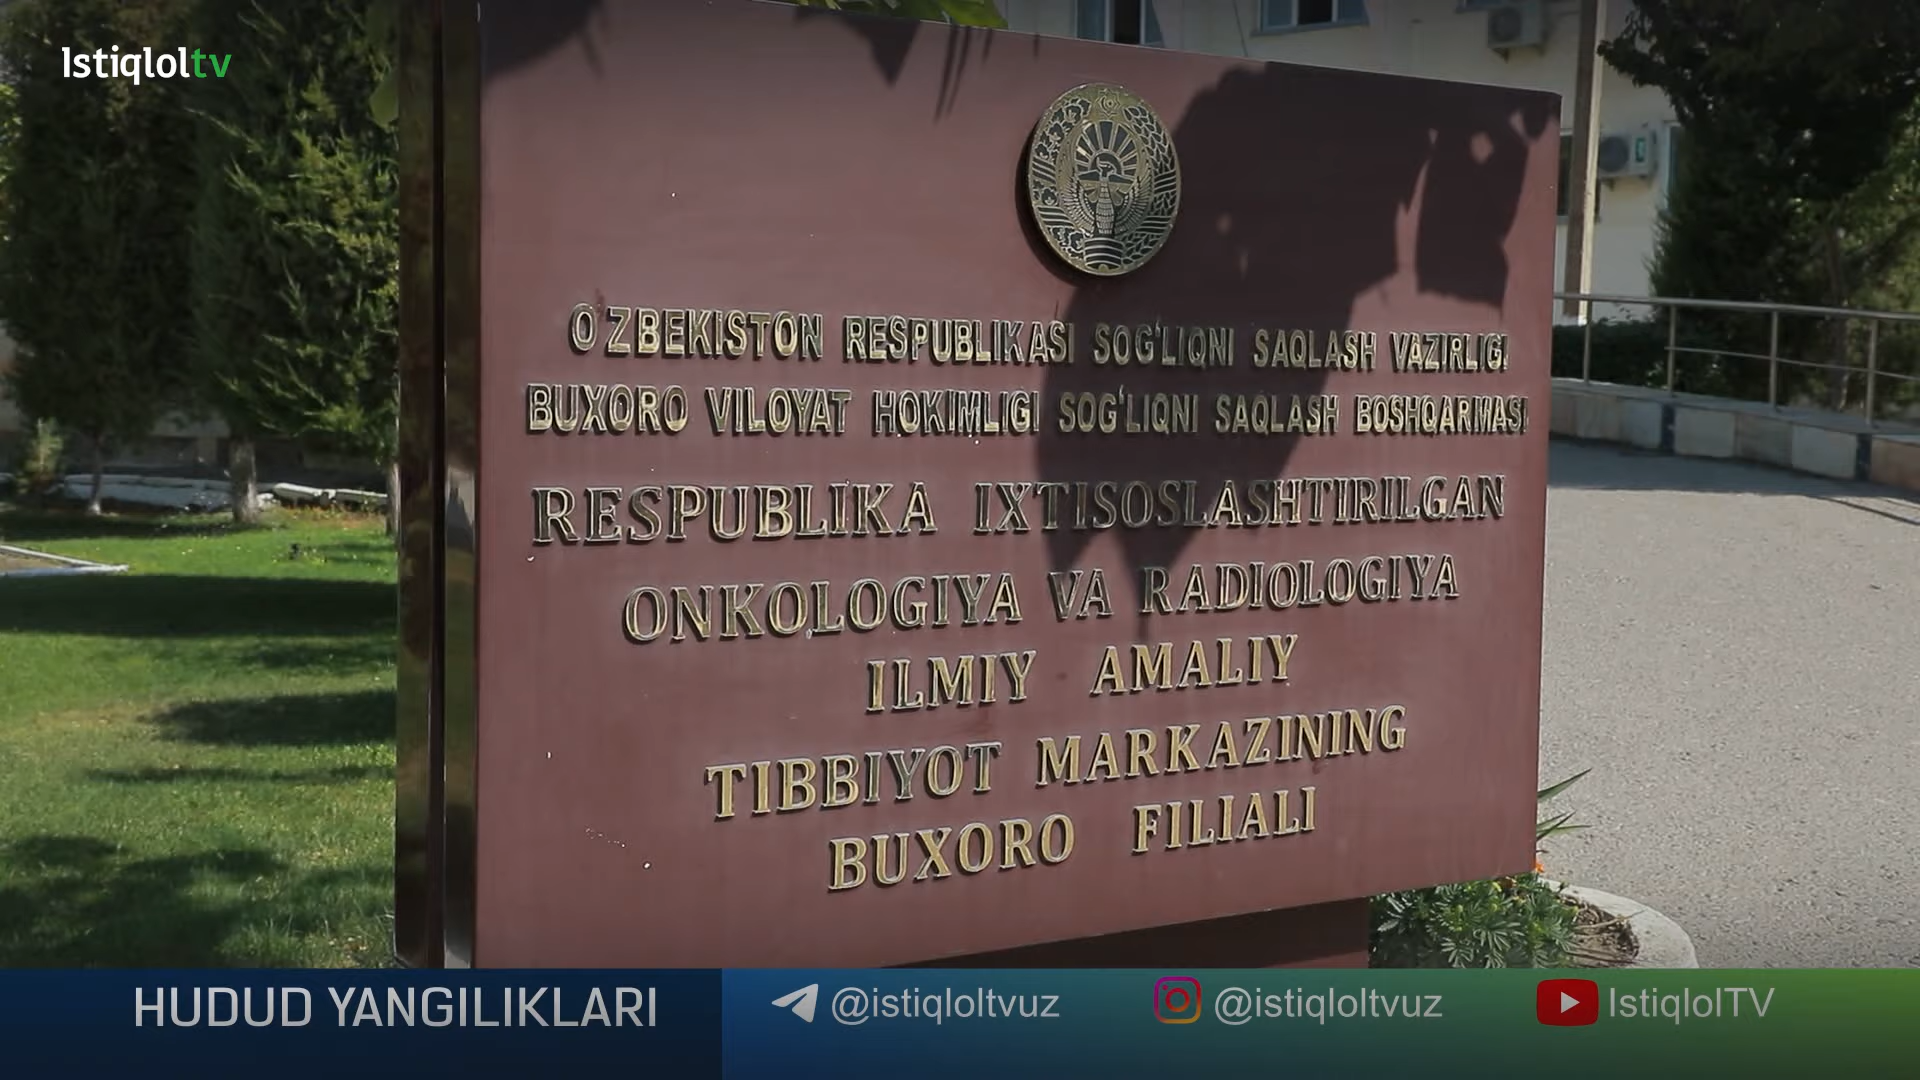 Istiqloltv
O'ZBEKISTON RESPUBLIKASI SOG'LIQNI SAQLASH VAZIRLIGI
BUXORO VILOYAT HOKIMLIGI SOG'LIQNI SAQLASH BOSHQARMASI
RESPUBLIKA IXTISOSLASHTIRILGAN
ONKOLOGIYA VA RADIOLOGIYA
ILMIY AMALIY
TIBBIYOT MARKAZINING
BUXORO FILIALI
HUDUD YANGILIKLARI @istiqloltvuz @istiqloltvuz IstiqlolTV